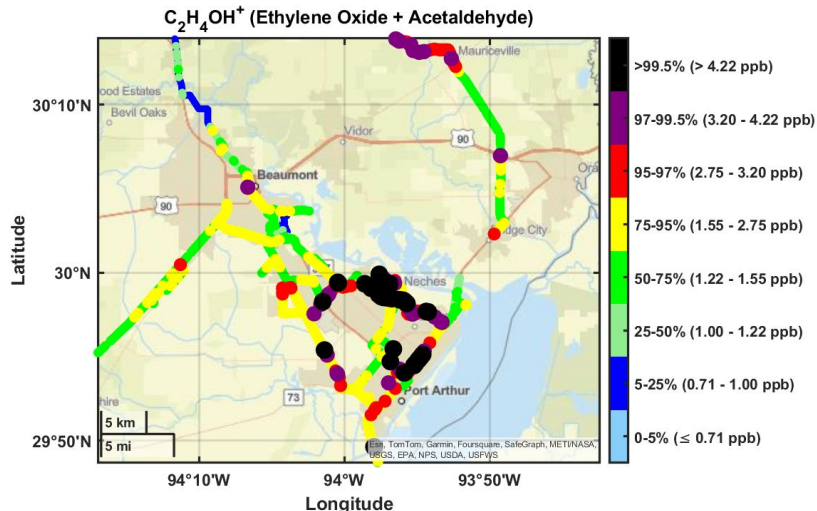 C2H4OH+ (Ethylene Oxide + Acetaldehyde)
Mauriceville
30°10'N
ood Estates
Bevil Oaks
Vidor
90
Beaumont
Ora
90
dge City
30°N
Neches
73
Port Arthur
hire
5 km
5 mi
29°50'N
Esri, TomTom, Garmin, Foursquare, SafeGraph, METI/NASA,
USGS, EPA, NPS, USDA, USFWS
94°10'W
94°W
93°50'W
Longitude
Latitude
>99.5% (> 4.22 ppb)
97-99.5% (3.20 - 4.22 ppb)
95-97% (2.75 - 3.20 ppb)
75-95% (1.55 - 2.75 ppb)
50-75% (1.22 - 1.55 ppb)
25-50% (1.00 - 1.22 ppb)
5-25% (0.71 - 1.00 ppb)
0-5% (≤ 0.71 ppb)